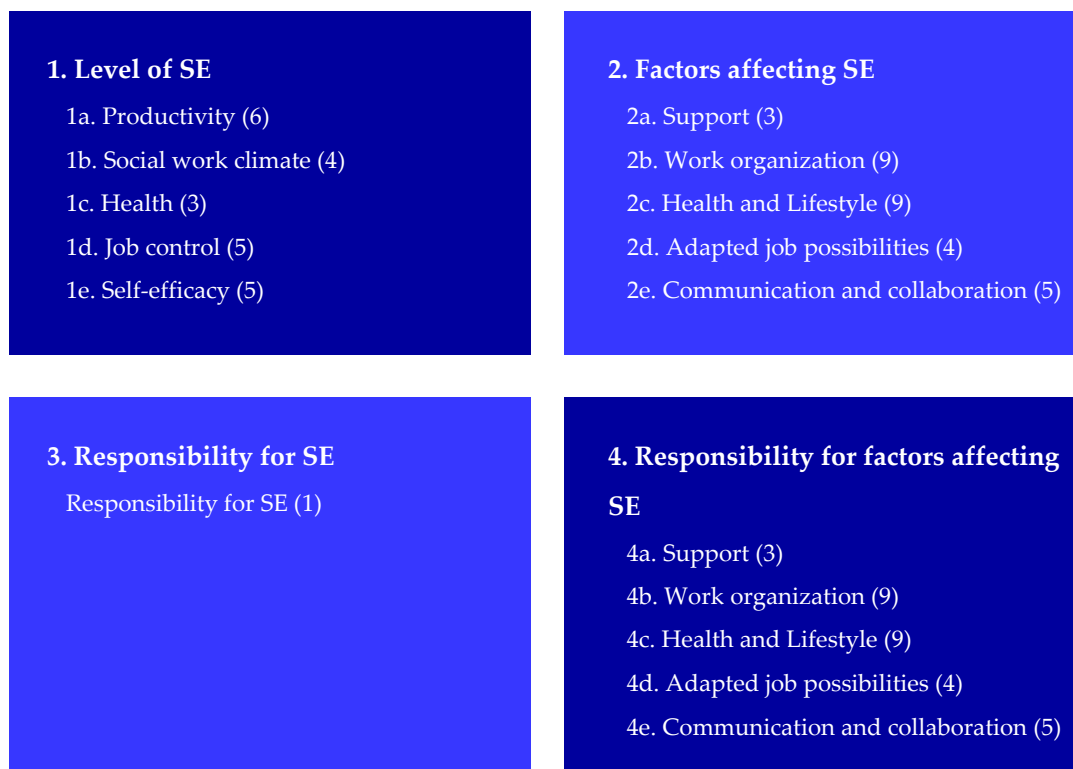 1. Level of SE
1a. Productivity (6)
1b. Social work climate (4)
1c. Health (3)
1d. Job control (5)
1e. Self-efficacy (5)
2. Factors affecting SE
2a. Support (3)
2b. Work organization (9)
2c. Health and Lifestyle (9)
2d. Adapted job possibilities (4)
2e. Communication and collaboration (5)
3. Responsibility for SE
Responsibility for SE (1)
4. Responsibility for factors affecting
SE
4a. Support (3)
4b. Work organization (9)
4c. Health and Lifestyle (9)
4d. Adapted job possibilities (4)
4e. Communication and collaboration (5)